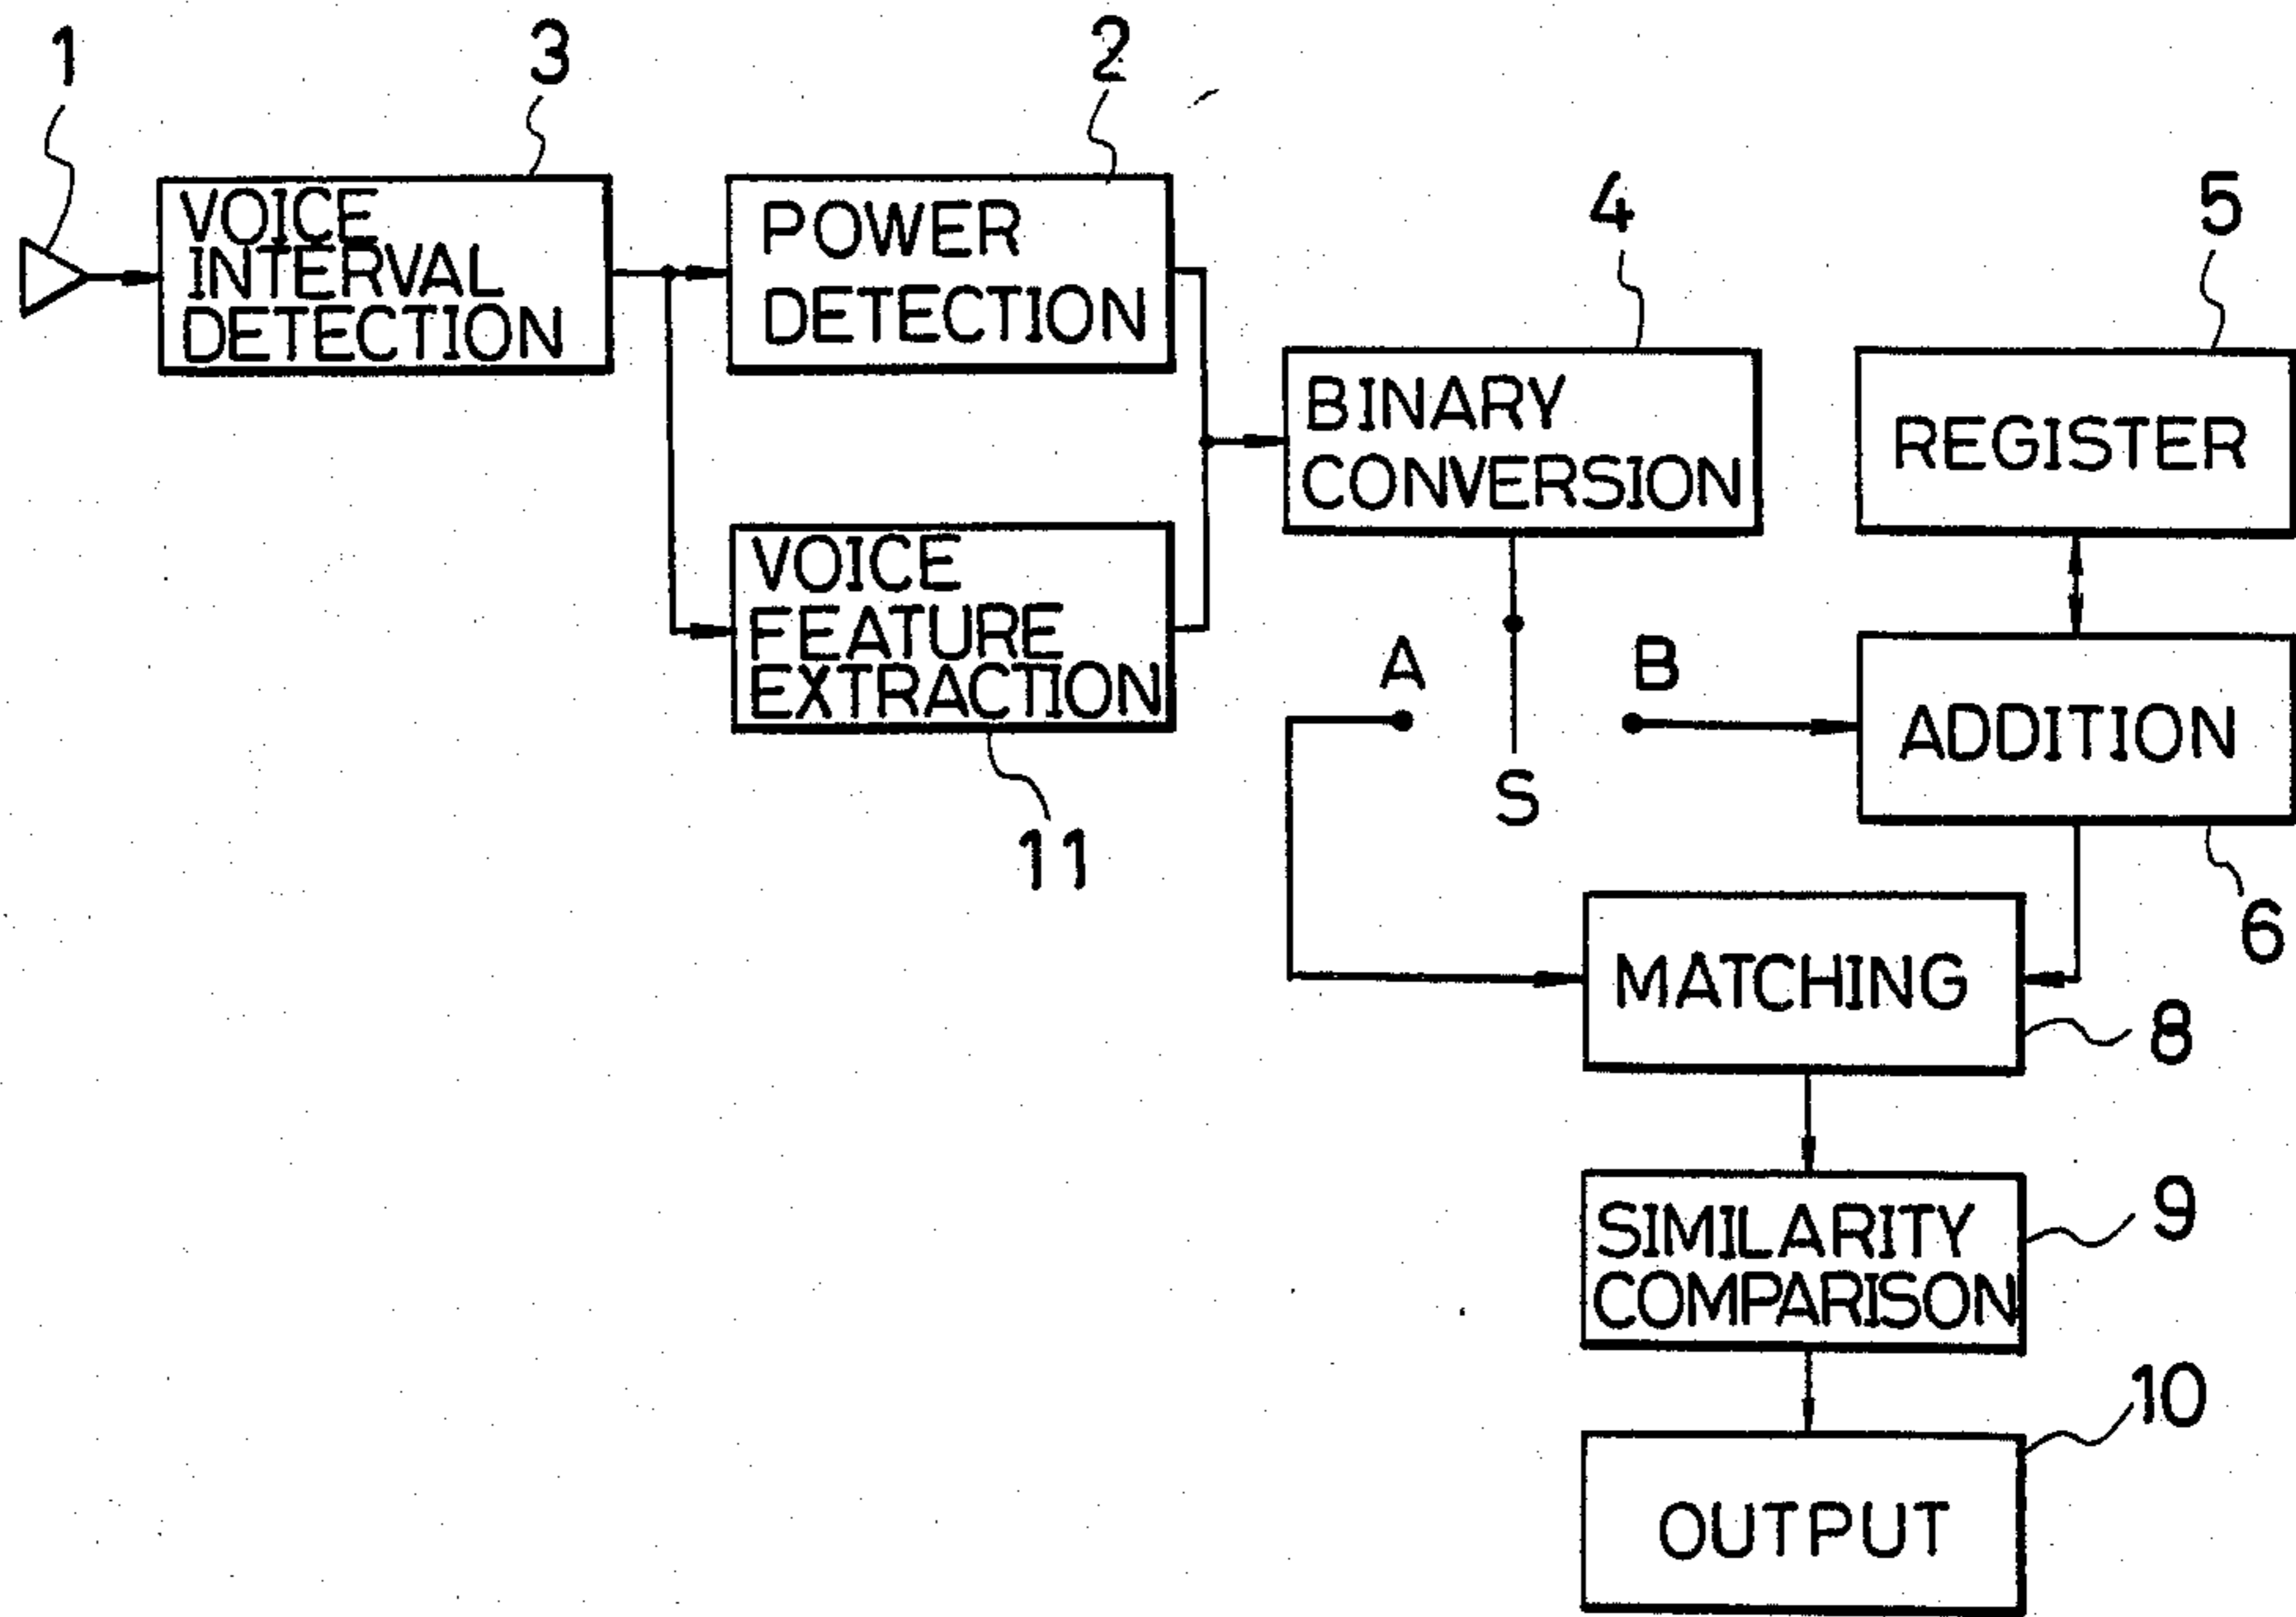 1
3
2
4
5
VOICE
INTERVAL
DETECTION
POWER
DETECTION
BINARY
CONVERSION
REGISTER
VOICE
FEATURE
EXTRACTION
11
A
S
B
ADDITION
6
MATCHING
8
SIMILARITY
COMPARISON
9
OUTPUT
10